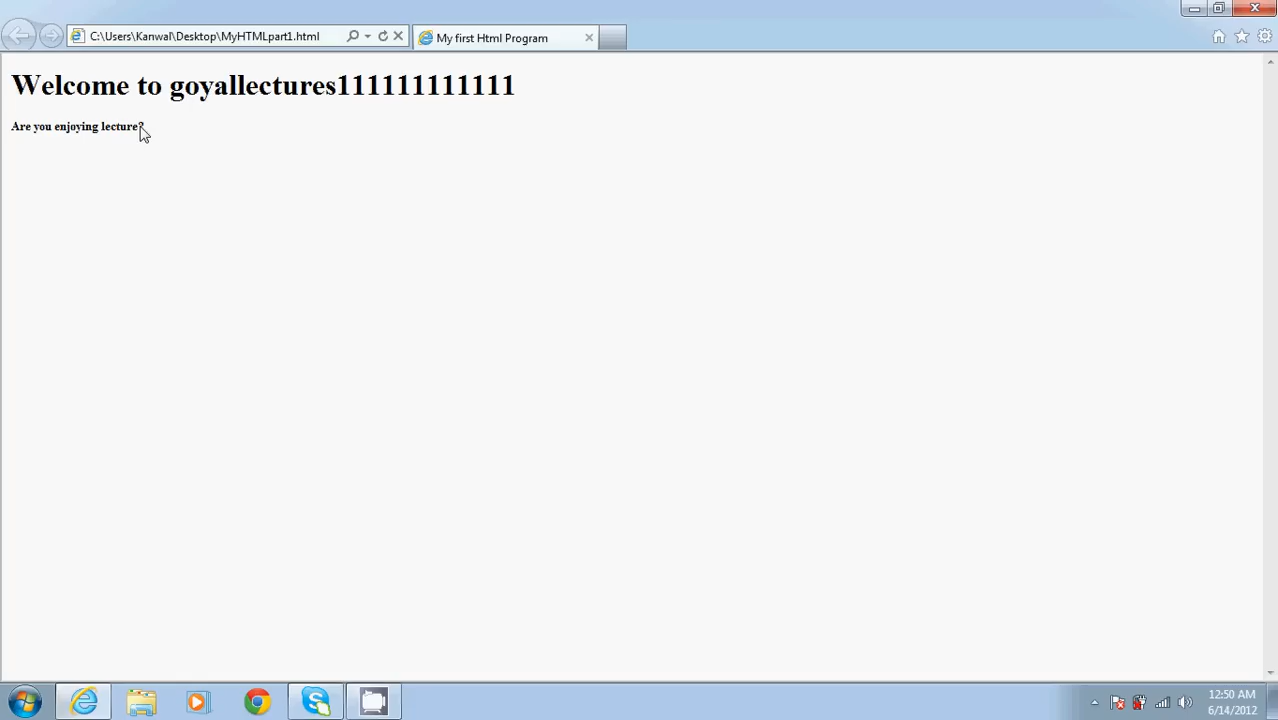 C:\Users\Kanwal\Desktop\MyHTMLpart1.html
My first Html Program
Welcome to goyallectures111111111111
Are you enjoying lecture?
12:50 AM
6/14/2012